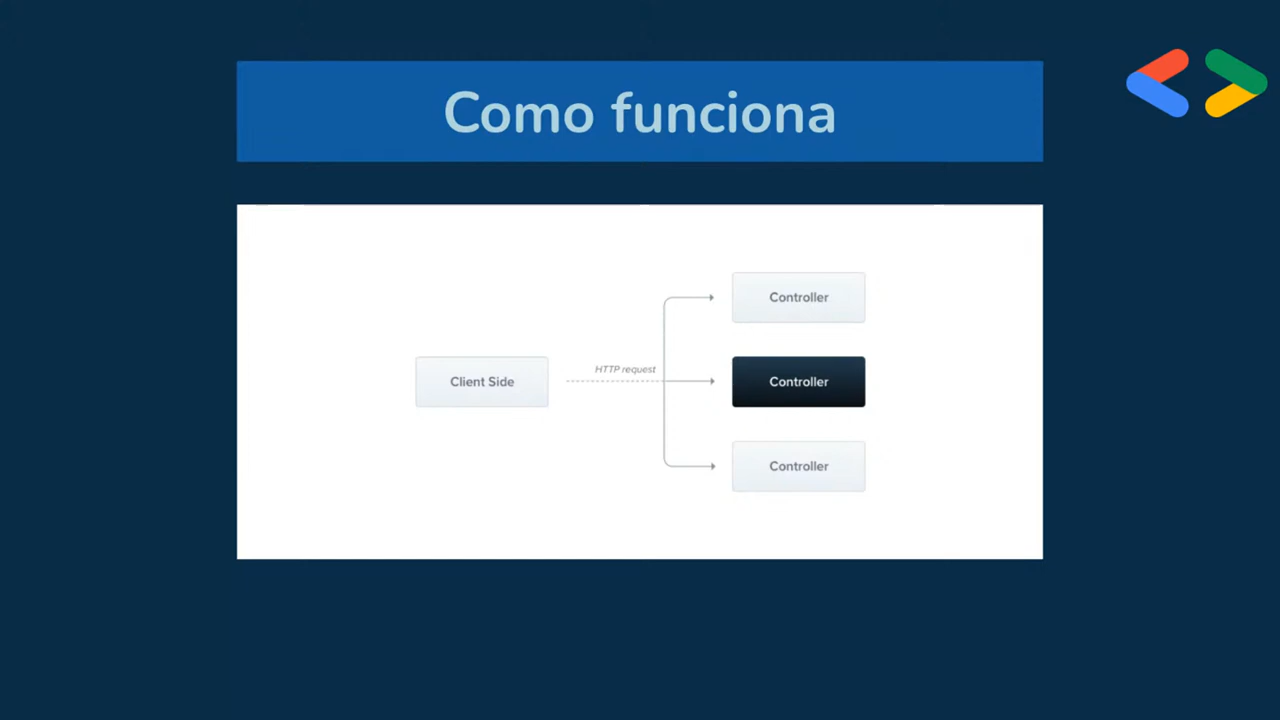 Como funciona
Controller
Client Side
HTTP request
Controller
Controller